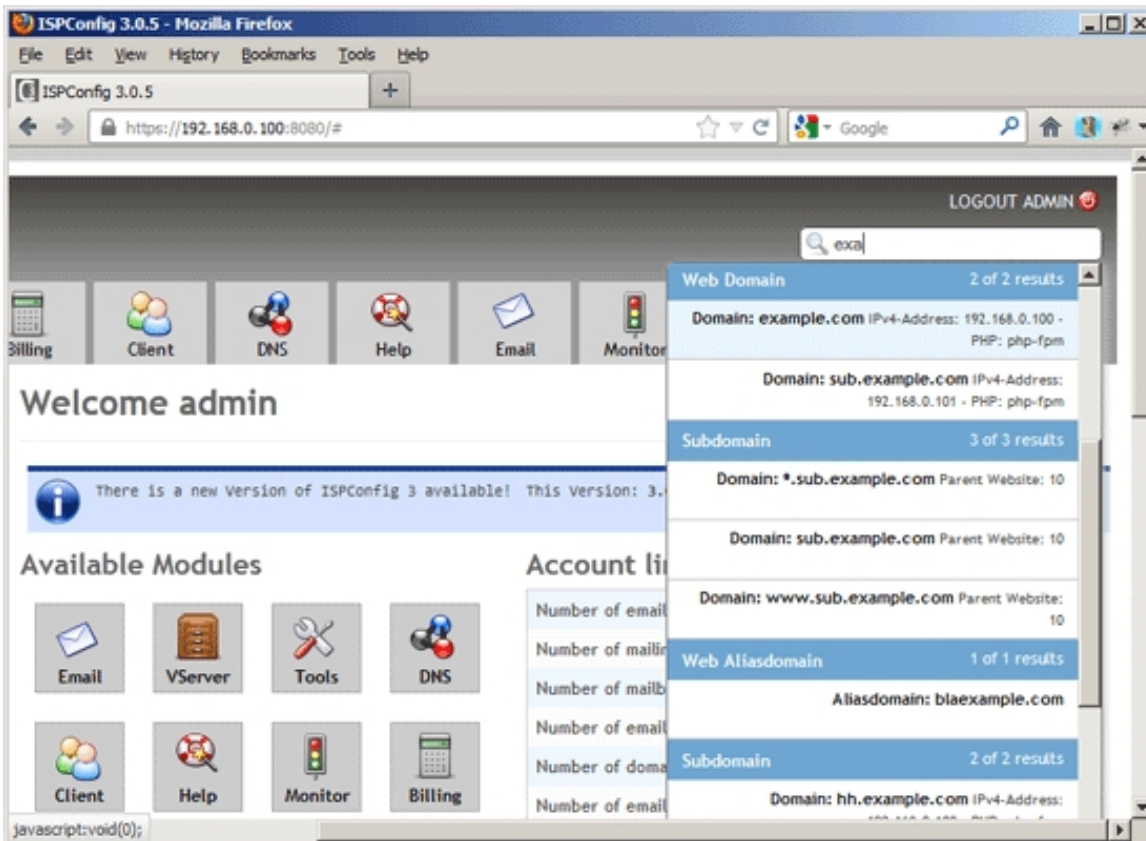 ISPConfig 3.0.5 - Mozilla Firefox
File Edit View History Bookmarks Tools Help
ISPConfig 3.0.5
https://192.168.0.100:8080/#
Google
LOGOUT ADMIN
exa
Billing
Client
DNS
Help
Email
Monitor
Web Domain 2 of 2 results
Domain: example.com IPv4-Address: 192.168.0.100 -
PHP: php-fpm
Domain: sub.example.com IPv4-Address:
192.168.0.101 - PHP: php-fpm
Subdomain 3 of 3 results
Domain: *.sub.example.com Parent Website: 10
Domain: sub.example.com Parent Website: 10
Domain: www.sub.example.com Parent Website:
10
Web Aliasdomain 1 of 1 results
Aliasdomain: blaexample.com
Subdomain 2 of 2 results
Domain: hh.example.com IPv4-Address:
Welcome admin
There is a new Version of ISPConfig 3 available! This Version: 3.
Available Modules
Email
VServer
Tools
DNS
Client
Help
Monitor
Billing
Account li
Number of email
Number of mailin
Number of mailb
Number of email
Number of doma
Number of email
javascript:void(0);